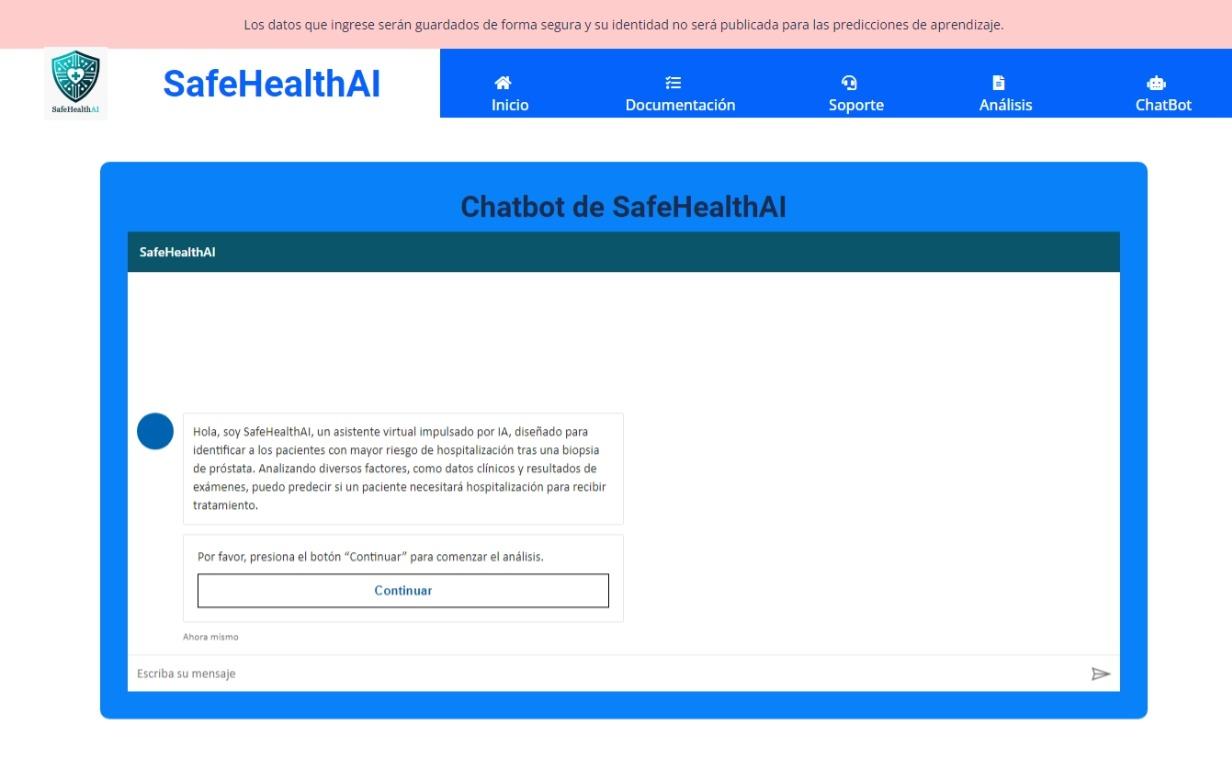 Los datos que ingrese serán guardados de forma segura y su identidad no será publicada para las predicciones de aprendizaje.
SafeHealthAI
SafeHealthAI
Inicio
Documentación
Soporte
Análisis
ChatBot
Chatbot de SafeHealthAI
SafeHealthAI
Hola, soy SafeHealthAI, un asistente virtual impulsado por IA, diseñado para
identificar a los pacientes con mayor riesgo de hospitalización tras una biopsia
de próstata. Analizando diversos factores, como datos clínicos y resultados de
exámenes, puedo predecir si un paciente necesitará hospitalización para recibir
tratamiento.
Por favor, presiona el botón “Continuar” para comenzar el análisis.
Continuar
Ahora mismo
Escriba su mensaje